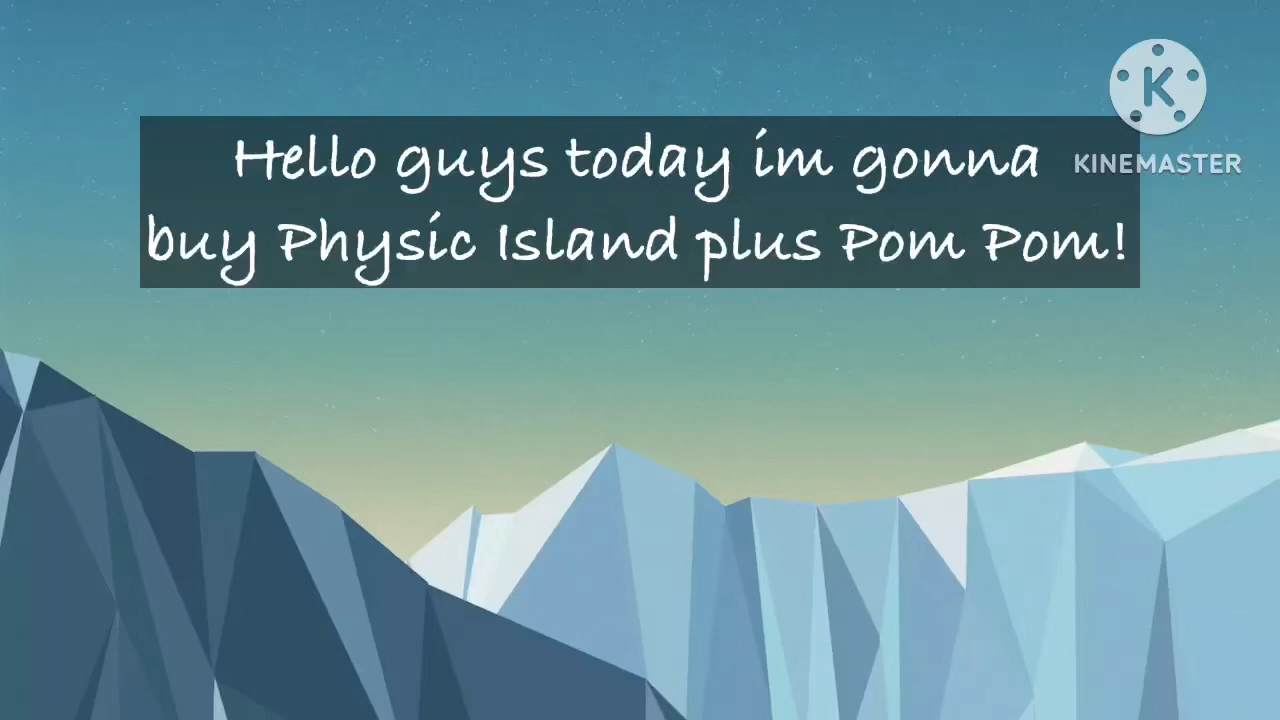 Hello guys today im gonna
buy Physic Island plus Pom Pom!
K
KINEMASTER